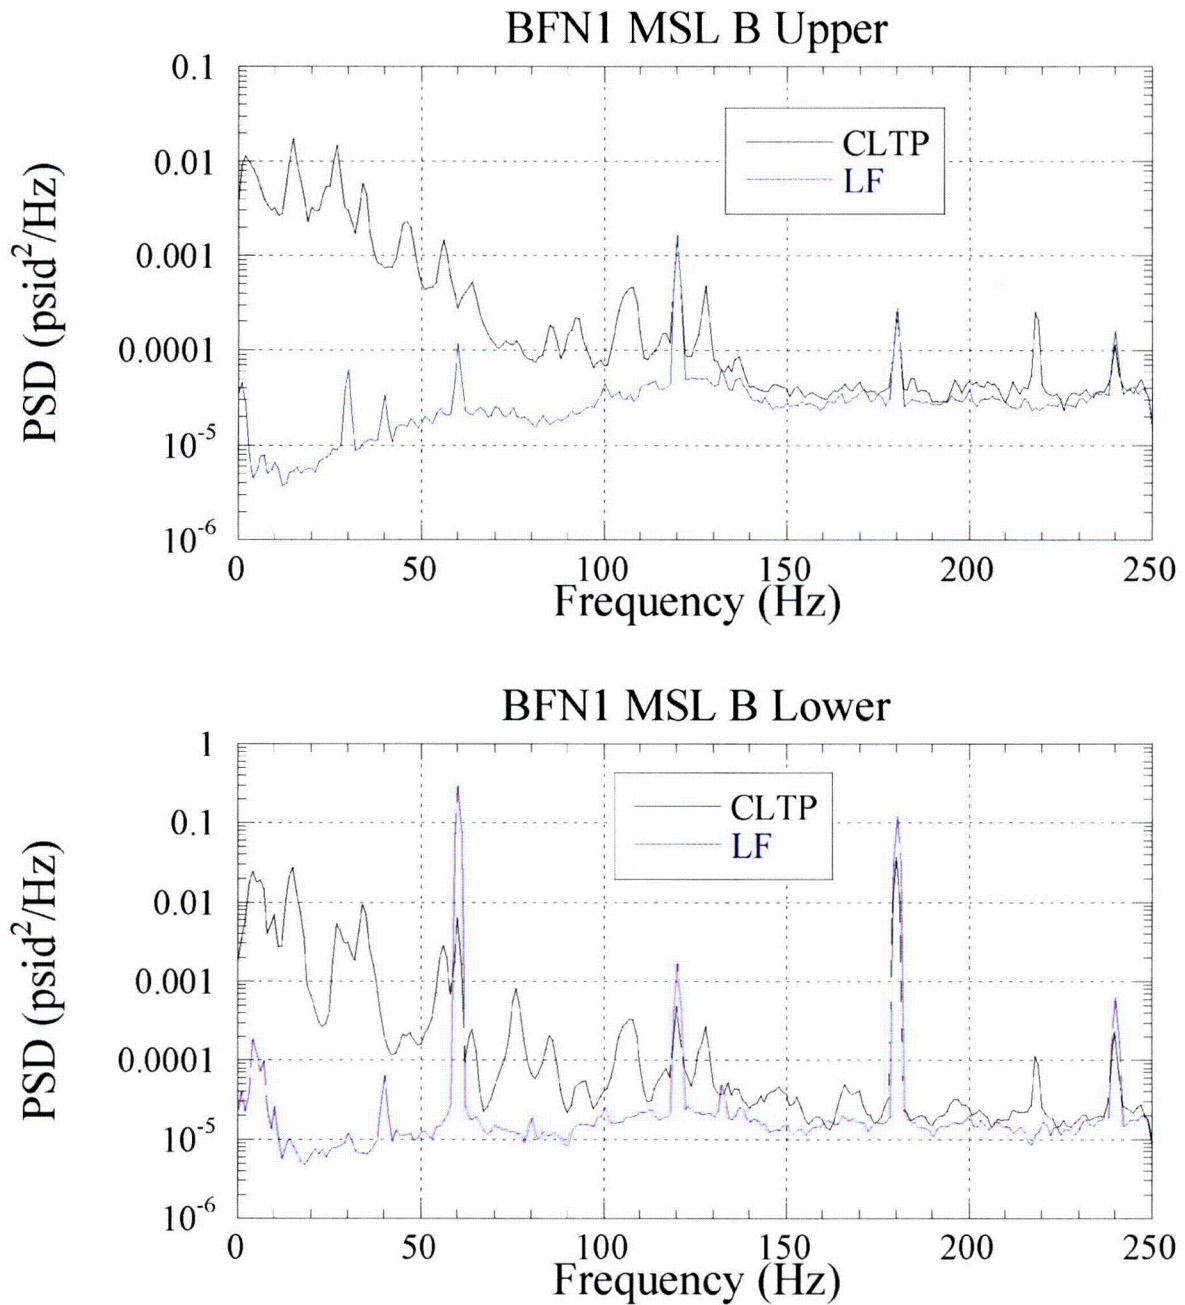 BFN1 MSL B Upper
PSD (psid²/Hz)
0.1
0.01
0.001
0.0001
10⁻⁵
10⁻⁶
CLTP
LF
0 50 100 150 200 250
Frequency (Hz)
BFN1 MSL B Lower
PSD (psid²/Hz)
1
0.1
0.01
0.001
0.0001
10⁻⁵
10⁻⁶
CLTP
LF
0 50 100 150 200 250
Frequency (Hz)